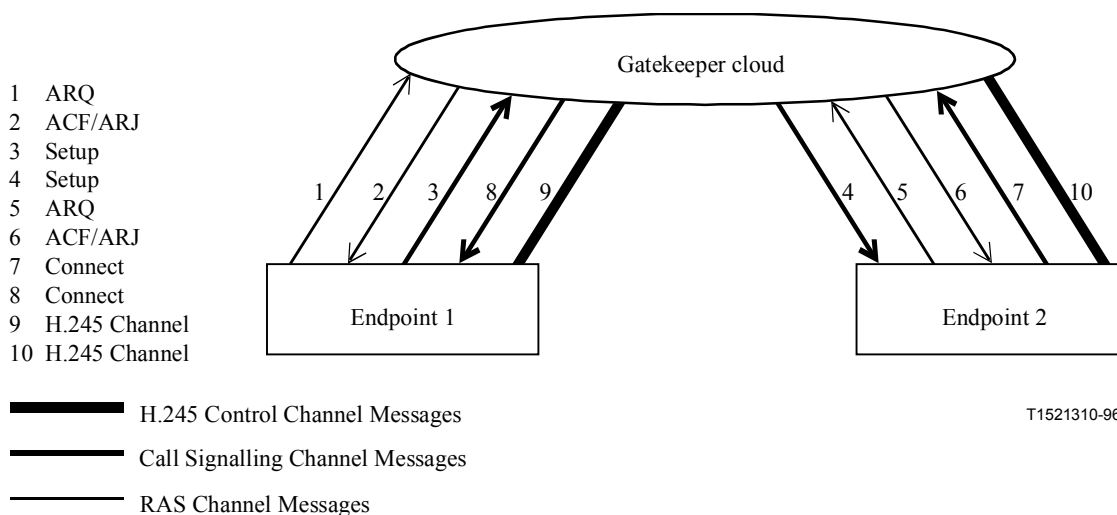 Gatekeeper cloud
1 ARQ
2 ACF/ARJ
3 Setup
4 Setup
5 ARQ
6 ACF/ARJ
7 Connect
8 Connect
9 H.245 Channel
10 H.245 Channel
1 2 3 8 9 4 5 6 7 10
Endpoint 1
Endpoint 2
H.245 Control Channel Messages
T1521310-96
Call Signalling Channel Messages
RAS Channel Messages